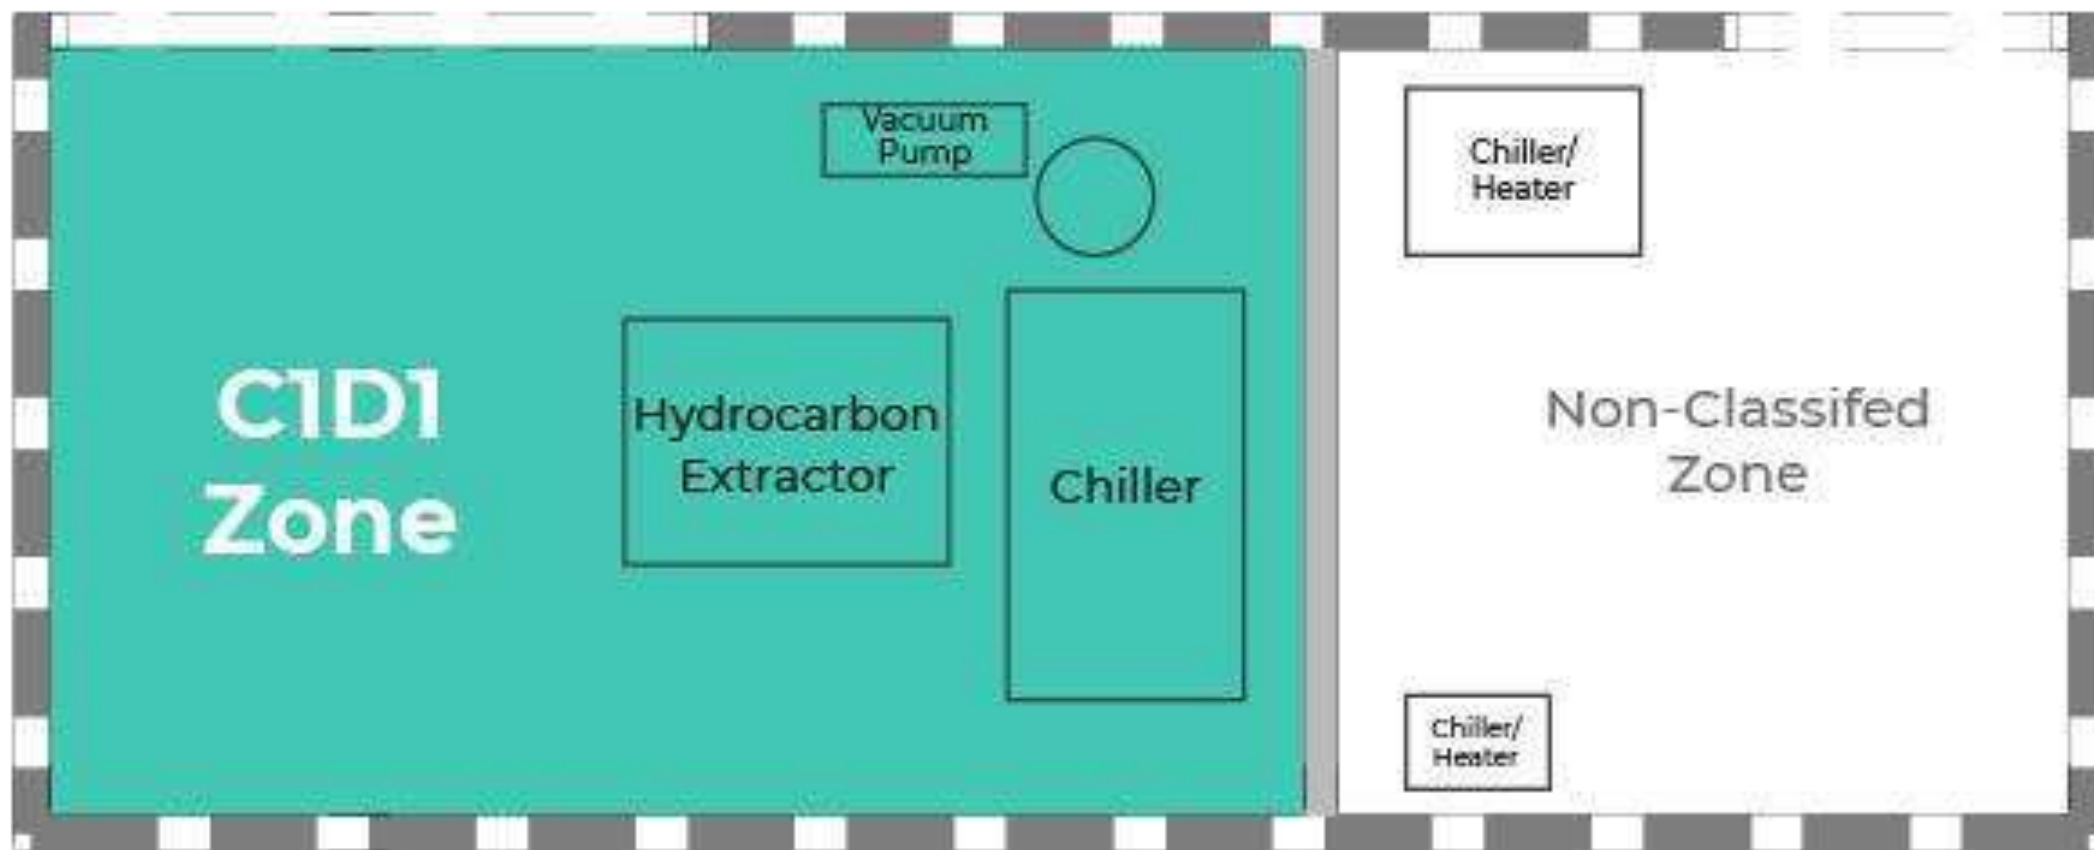 Vacuum
Pump
Chiller/
Heater
C1D1
Zone
Hydrocarbon
Extractor
Chiller
Non-Classifed
Zone
Chiller/
Heater